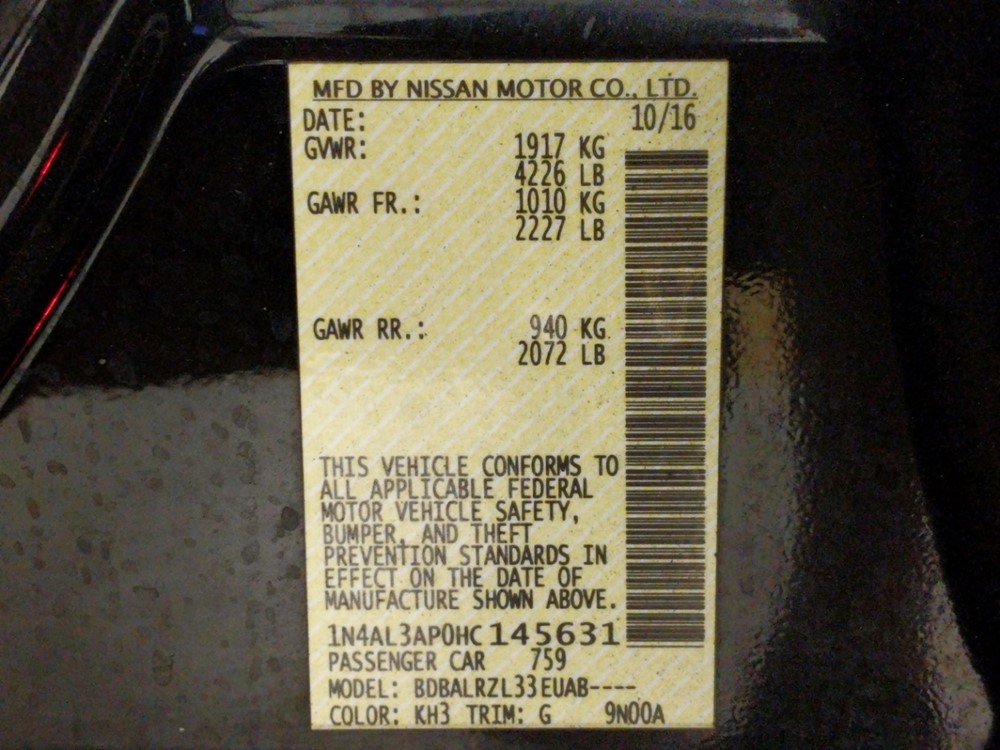 MFD BY NISSAN MOTOR CO., LTD.
DATE: 10/16
GVWR: 1917 KG
4226 LB
GAWR FR.: 1010 KG
2227 LB
GAWR RR.: 940 KG
2072 LB
THIS VEHICLE CONFORMS TO
ALL APPLICABLE FEDERAL
MOTOR VEHICLE SAFETY,
BUMPER, AND THEFT
PREVENTION STANDARDS IN
EFFECT ON THE DATE OF
MANUFACTURE SHOWN ABOVE.
1N4AL3AP0HC145631
PASSENGER CAR 759
MODEL: BDBALRZL33EUAB----
COLOR: KH3 TRIM: G 9N00A